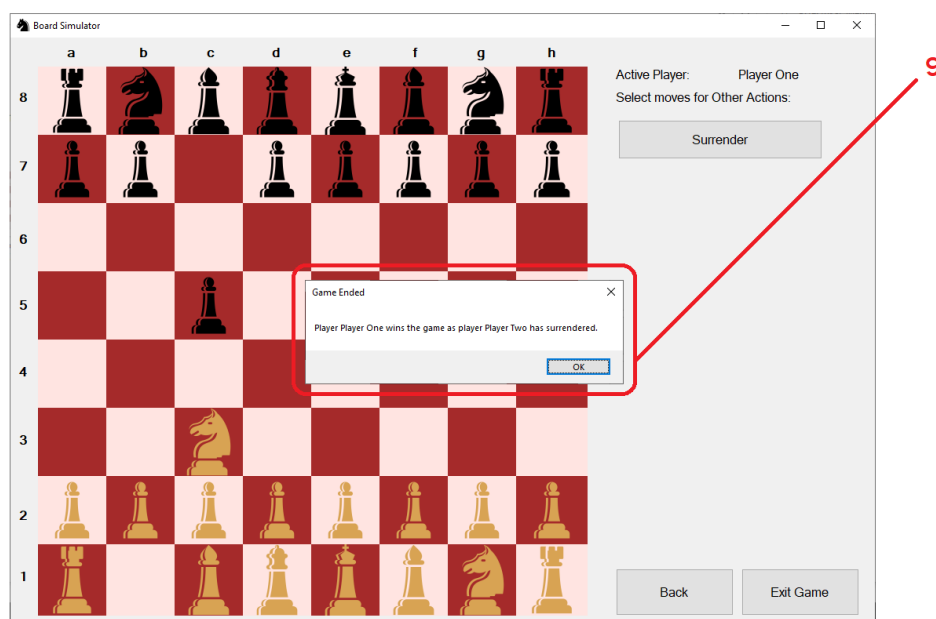 Board Simulator
a b c d e f g h
Active Player: Player One
8
Select moves for Other Actions:
9
Surrender
7
6
Game Ended
5
Player Player One wins the game as player Player Two has surrendered.
OK
4
3
2
1
Back Exit Game